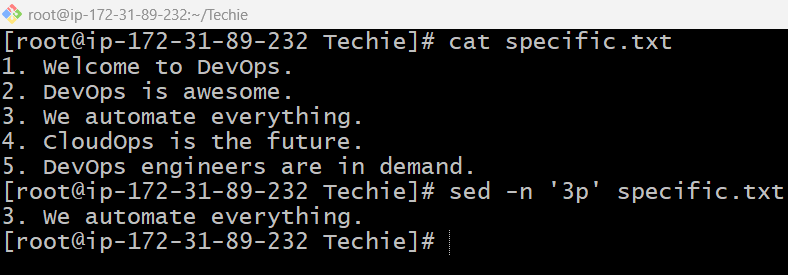 root@ip-172-31-89-232:~/Techie
[root@ip-172-31-89-232 Techie]# cat specific.txt
1. Welcome to DevOps.
2. DevOps is awesome.
3. We automate everything.
4. CloudOps is the future.
5. DevOps engineers are in demand.
[root@ip-172-31-89-232 Techie]# sed -n '3p' specific.txt
3. We automate everything.
[root@ip-172-31-89-232 Techie]#